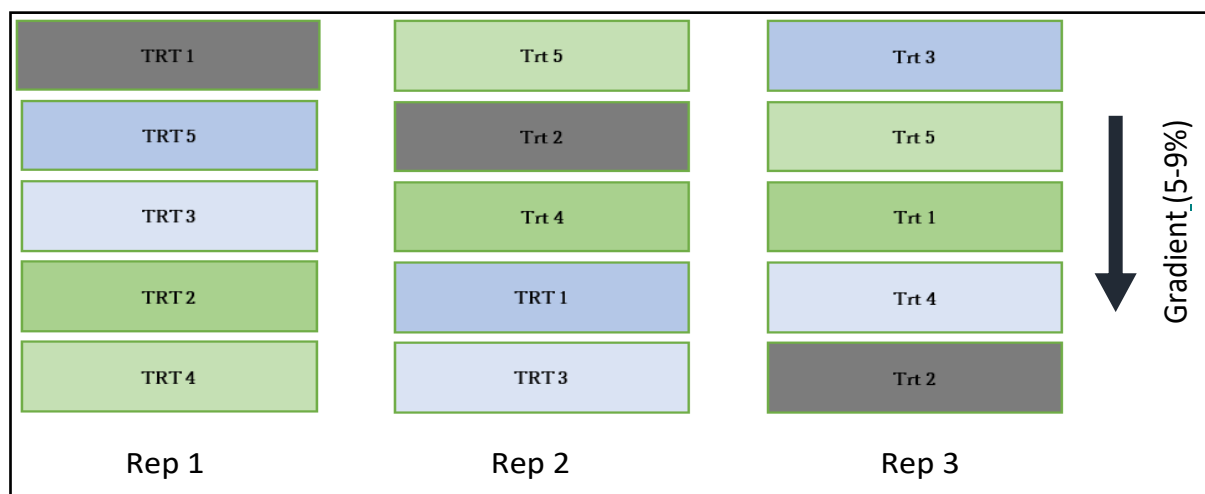 TRT 1
TRT 5
TRT 3
TRT 2
TRT 4
Rep 1
Trt 5
Trt 2
Trt 4
TRT 1
TRT 3
Rep 2
Trt 3
Trt 5
Trt 1
Trt 4
Trt 2
Rep 3
Gradient (5-9%)